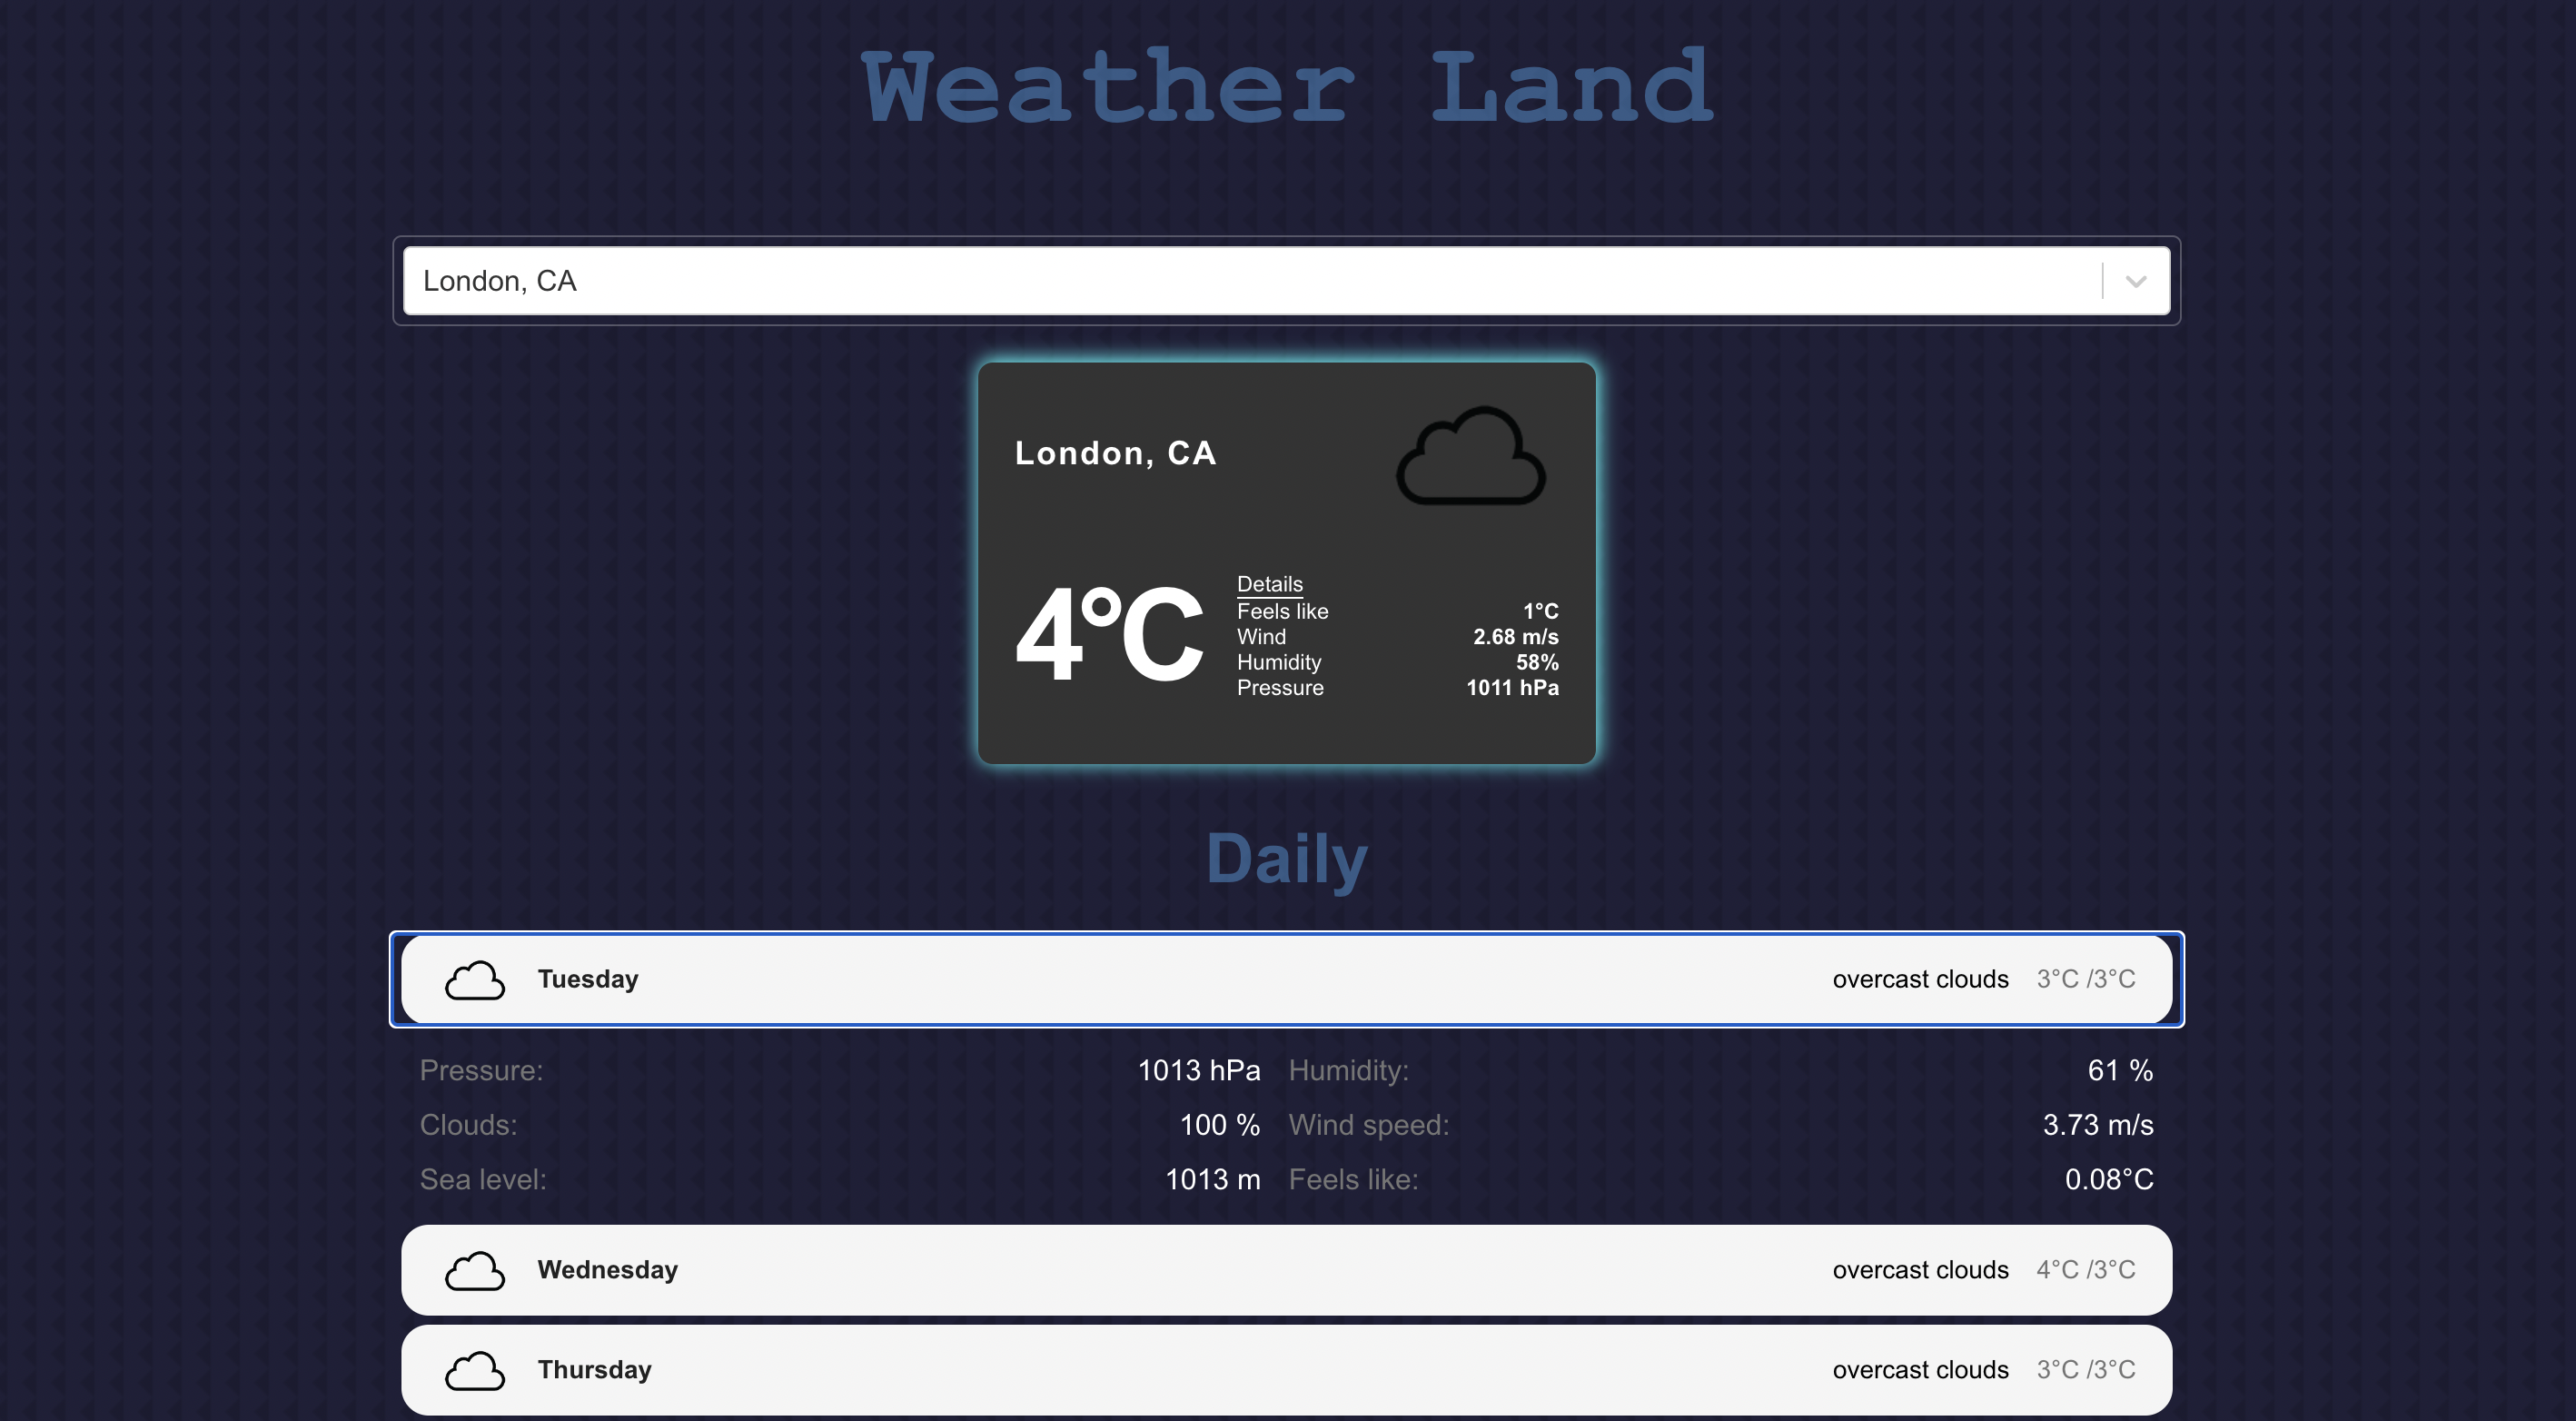 Weather Land
London, CA
London, CA
4°C
Details
Feels like 1°C
Wind 2.68 m/s
Humidity 58%
Pressure 1011 hPa
Daily
Tuesday overcast clouds 3°C /3°C
Pressure: 1013 hPa Humidity: 61 %
Clouds: 100 % Wind speed: 3.73 m/s
Sea level: 1013 m Feels like: 0.08°C
Wednesday overcast clouds 4°C /3°C
Thursday overcast clouds 3°C /3°C